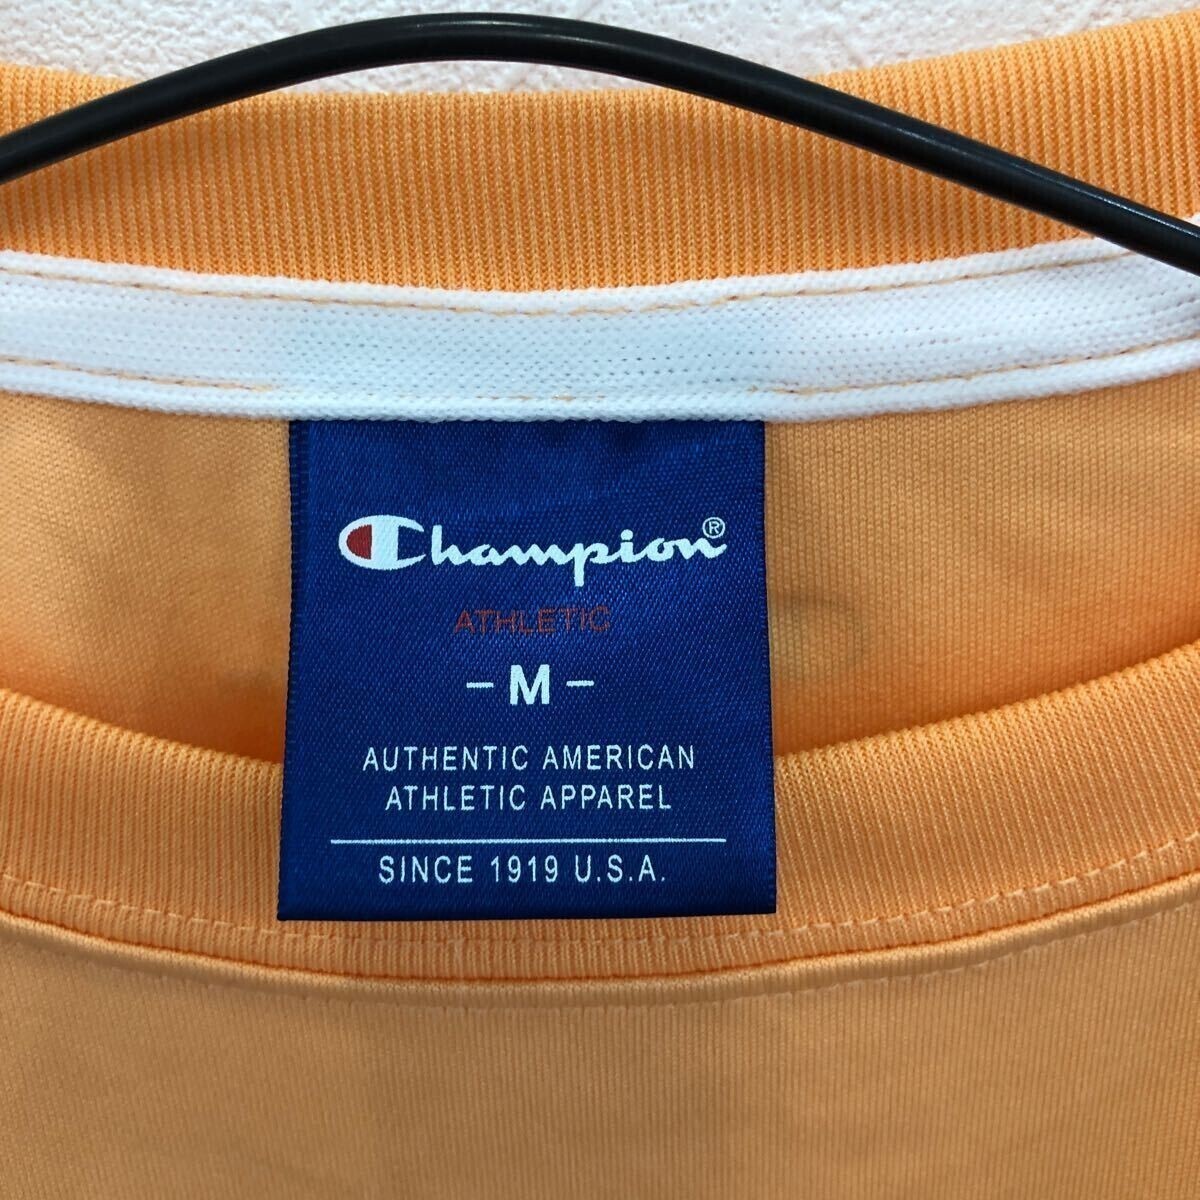 Champion®
ATHLETIC
- M -
AUTHENTIC AMERICAN
ATHLETIC APPAREL
SINCE 1919 U.S.A.